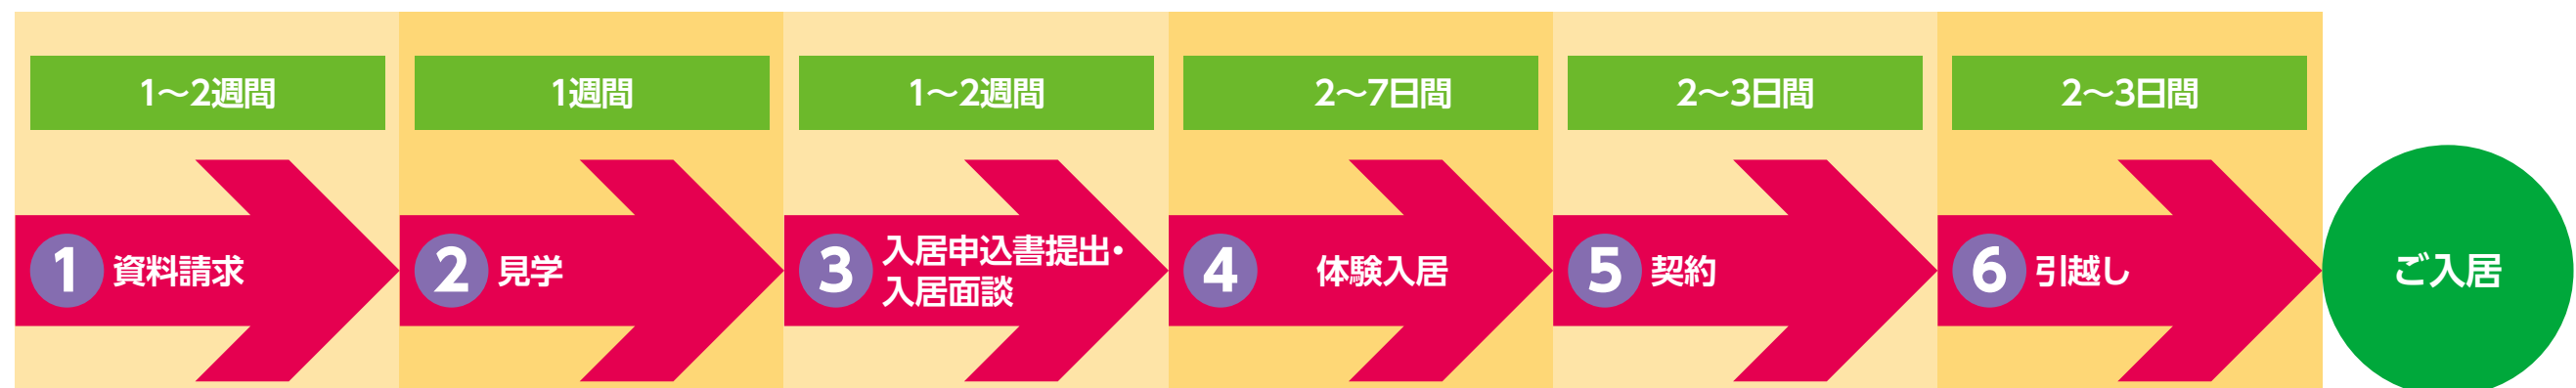 1〜2週間
1週間
1〜2週間
2〜7日間
2〜3日間
2〜3日間
1 資料請求
2 見学
3 入居申込書提出・
入居面談
4 体験入居
5 契約
6 引越し
ご入居